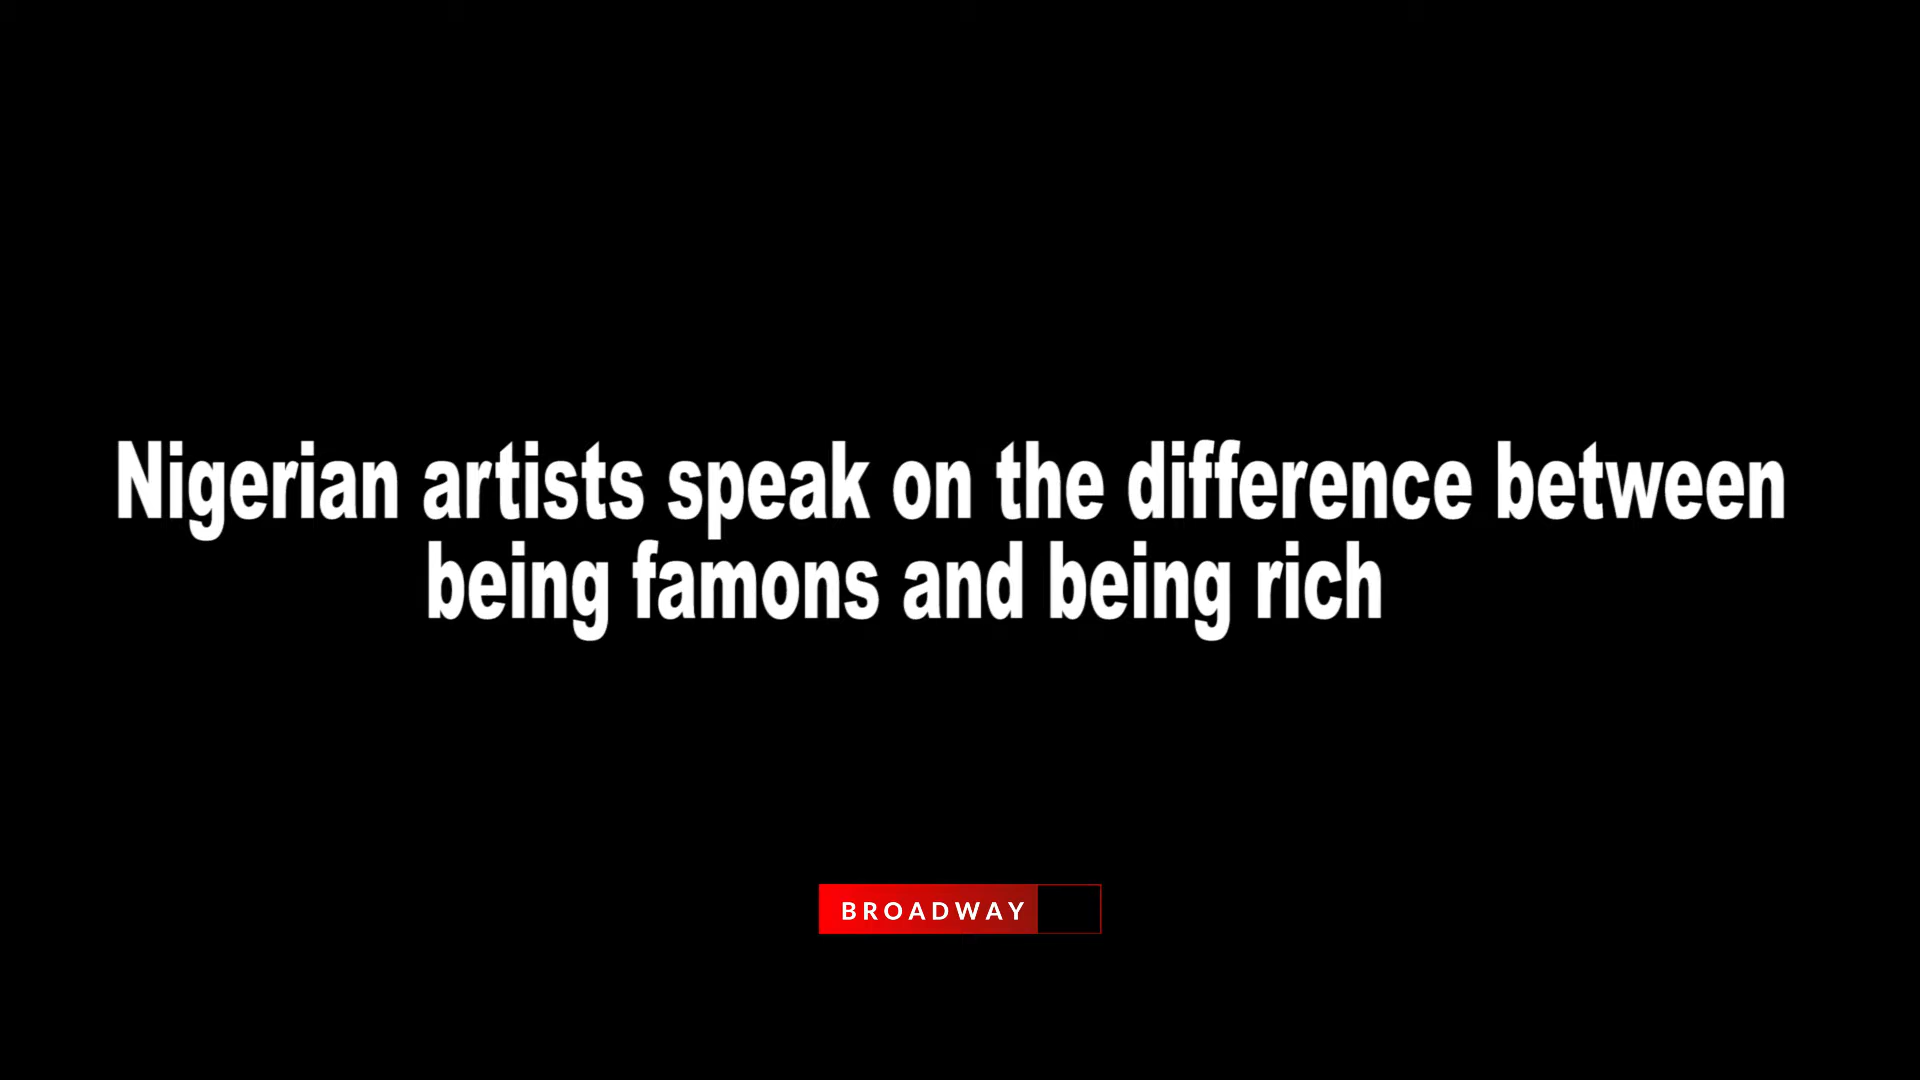 Nigerian artists speak on the difference between
being famons and being rich
BROADWAY